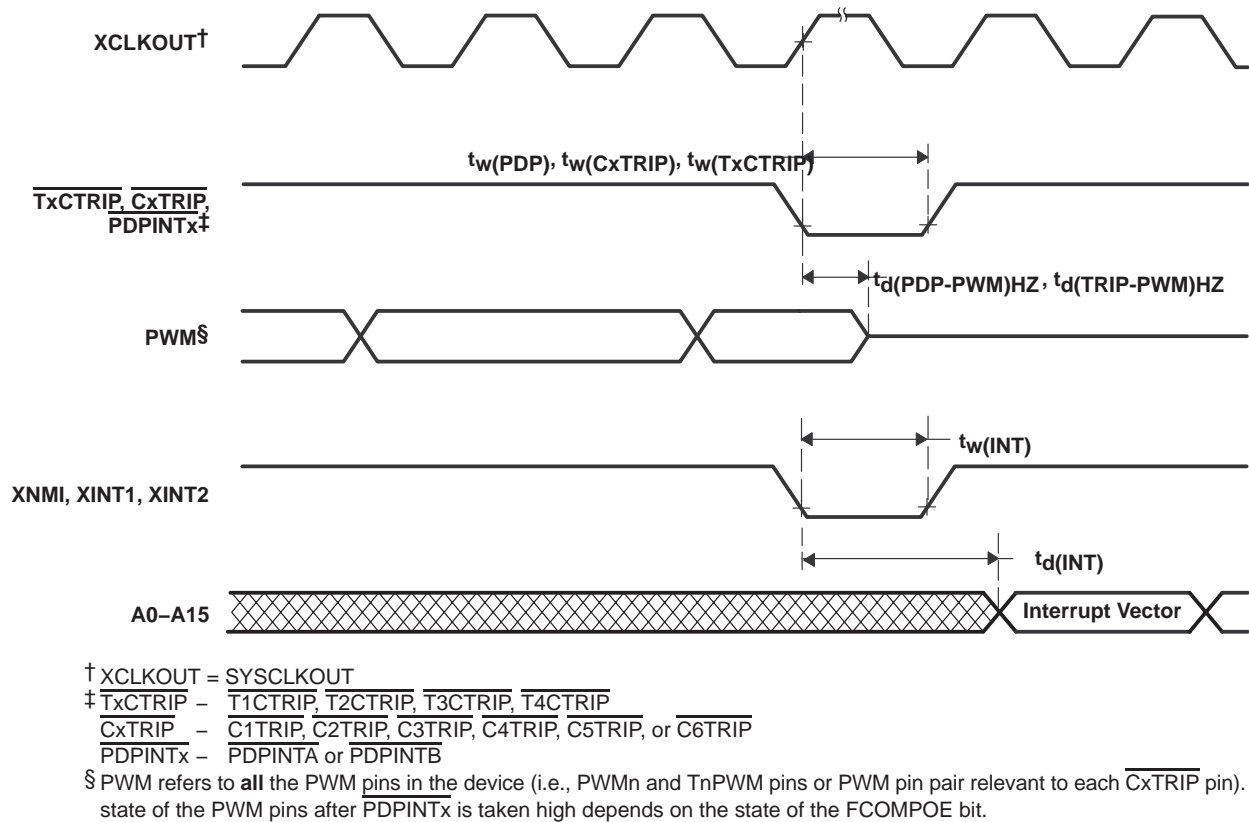 XCLKOUT†
tw(PDP), tw(CxTRIP), tw(TxCTRIP)
TxCTRIP, CxTRIP,
PDPINTx‡
td(PDP-PWM)HZ, td(TRIP-PWM)HZ
PWM§
tw(INT)
XNMI, XINT1, XINT2
td(INT)
A0–A15
Interrupt Vector
† XCLKOUT = SYSCLKOUT
‡ TxCTRIP – T1CTRIP, T2CTRIP, T3CTRIP, T4CTRIP
CxTRIP – C1TRIP, C2TRIP, C3TRIP, C4TRIP, C5TRIP, or C6TRIP
PDPINTx – PDPINTA or PDPINTB
§ PWM refers to all the PWM pins in the device (i.e., PWMn and TnPWM pins or PWM pin pair relevant to each CxTRIP pin).
state of the PWM pins after PDPINTx is taken high depends on the state of the FCOMPOE bit.